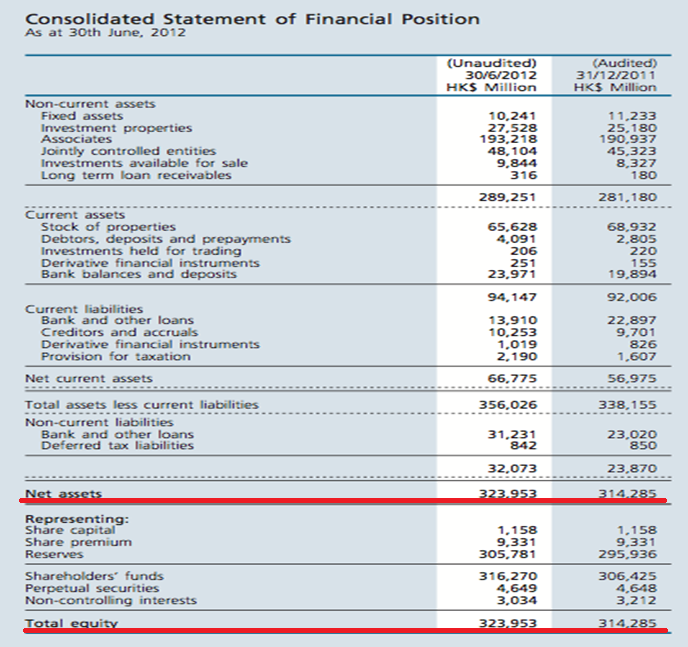 Consolidated Statement of Financial Position
As at 30th June, 2012
(Unaudited) (Audited)
30/6/2012 31/12/2011
HK$ Million HK$ Million
Non-current assets
Fixed assets 10,241 11,233
Investment properties 27,528 25,180
Associates 193,218 190,937
Jointly controlled entities 48,104 45,323
Investments available for sale 9,844 8,327
Long term loan receivables 316 180
289,251 281,180
Current assets
Stock of properties 65,628 68,932
Debtors, deposits and prepayments 4,091 2,805
Investments held for trading 206 220
Derivative financial instruments 251 155
Bank balances and deposits 23,971 19,894
94,147 92,006
Current liabilities
Bank and other loans 13,910 22,897
Creditors and accruals 10,253 9,701
Derivative financial instruments 1,019 826
Provision for taxation 2,190 1,607
Net current assets 66,775 56,975
Total assets less current liabilities 356,026 338,155
Non-current liabilities
Bank and other loans 31,231 23,020
Deferred tax liabilities 842 850
32,073 23,870
Net assets 323,953 314,285
Representing:
Share capital 1,158 1,158
Share premium 9,331 9,331
Reserves 305,781 295,936
Shareholders' funds 316,270 306,425
Perpetual securities 4,649 4,648
Non-controlling interests 3,034 3,212
Total equity 323,953 314,285